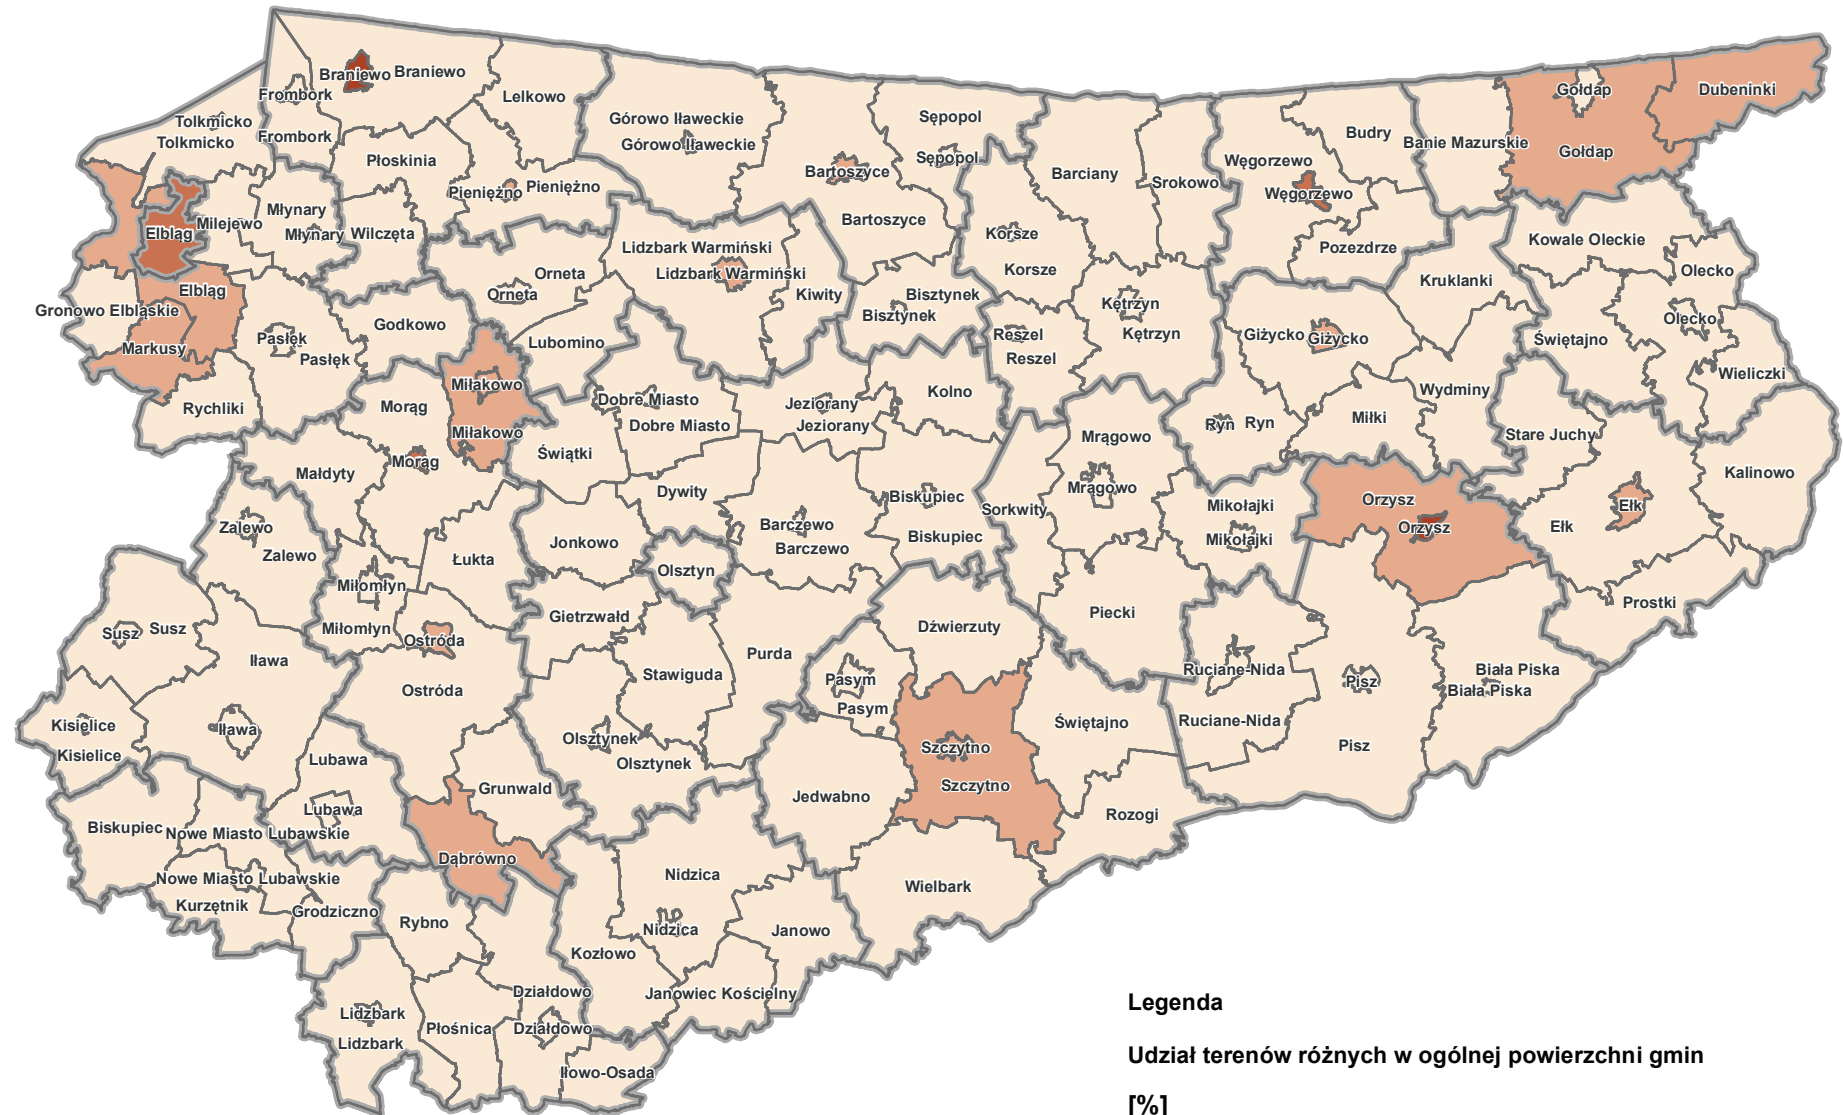 Braniewo
Braniewo
Frombork
Lelkowo
Tolkmicko
Tolkmicko
Frombork
Płoskinia
Górowo Iławeckie
Górowo Iławeckie
Sępopol
Sępopol
Bartoszyce
Bartoszyce
Barciany
Srokowo
Węgorzewo
Węgorzewo
Budry
Banie Mazurskie
Gołdap
Gołdap
Dubeninki
Pieniężno
Pieniężno
Młynary
Młynary
Milejewo
Wilczęta
Elbląg
Elbląg
Gronowo Elbląskie
Markusy
Pasłęk
Pasłęk
Godkowo
Rychliki
Orneta
Orneta
Lubomino
Lidzbark Warmiński
Lidzbark Warmiński
Kiwity
Bisztynek
Bisztynek
Korsze
Korsze
Reszel
Reszel
Kętrzyn
Kętrzyn
Pozezdrze
Kruklanki
Giżycko
Giżycko
Kowale Oleckie
Olecko
Olecko
Świętajno
Wieliczki
Wydminy
Miłki
Ryn
Ryn
Stare Juchy
Kalinowo
Miłakowo
Miłakowo
Morąg
Morąg
Świątki
Dobre Miasto
Dobre Miasto
Jeziorany
Jeziorany
Kolno
Mrągowo
Mrągowo
Sorkwity
Mikołajki
Mikołajki
Orzysz
Orzysz
Ełk
Ełk
Prostki
Małdyty
Zalewo
Zalewo
Łukta
Jonkowo
Dywity
Barczewo
Barczewo
Biskupiec
Biskupiec
Olsztyn
Miłomłyn
Miłomłyn
Gietrzwałd
Dźwierzuty
Piecki
Susz
Susz
Iława
Iława
Ostróda
Ostróda
Stawiguda
Purda
Pasym
Pasym
Ruciane-Nida
Ruciane-Nida
Pisz
Pisz
Biała Piska
Biała Piska
Kisielice
Kisielice
Lubawa
Lubawa
Olsztynek
Olsztynek
Szczytno
Szczytno
Świętajno
Grunwald
Jedwabno
Rozogi
Biskupiec
Nowe Miasto Lubawskie
Nowe Miasto Lubawskie
Kurzętnik
Grodziczno
Dąbrówno
Rybno
Nidzica
Nidzica
Wielbark
Janowo
Kozłowo
Janowiec Kościelny
Działdowo
Działdowo
Lidzbark
Lidzbark
Płośnica
Iłowo-Osada
Legenda
Udział terenów różnych w ogólnej powierzchni gmin
[%]